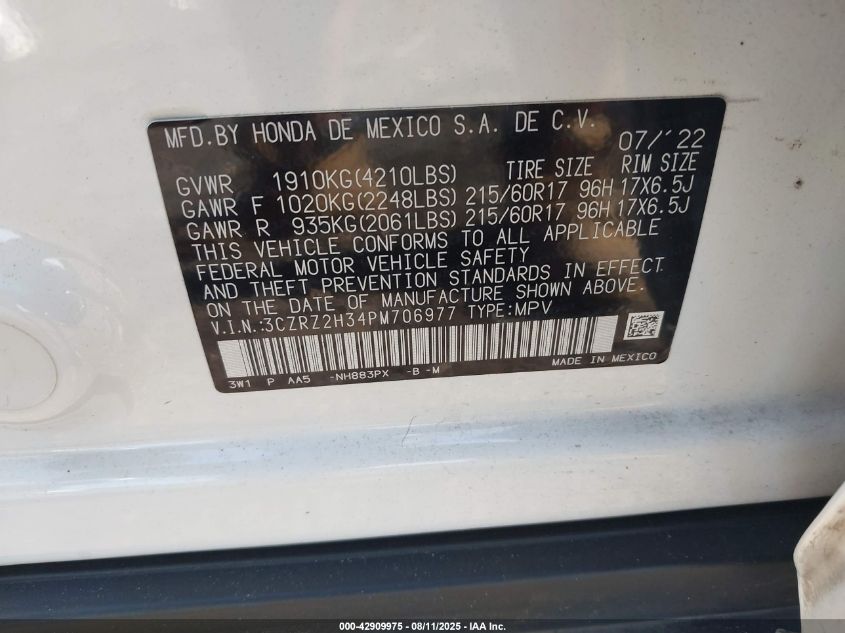 MFD.BY HONDA DE MEXICO S.A. DE C.V. 07/'22
GVWR 1910KG(4210LBS) TIRE SIZE RIM SIZE
GAWR F 1020KG(2248LBS) 215/60R17 96H 17X6.5J
GAWR R 935KG(2061LBS) 215/60R17 96H 17X6.5J
THIS VEHICLE CONFORMS TO ALL APPLICABLE
FEDERAL MOTOR VEHICLE SAFETY
AND THEFT PREVENTION STANDARDS IN EFFECT
ON THE DATE OF MANUFACTURE SHOWN ABOVE.
V.I.N.:3CZRZ2H34PM706977 TYPE:MPV
MADE IN MEXICO
3W1 P AA5 -NH883PX -B -M
000-42909975 - 08/11/2025 - IAA Inc.